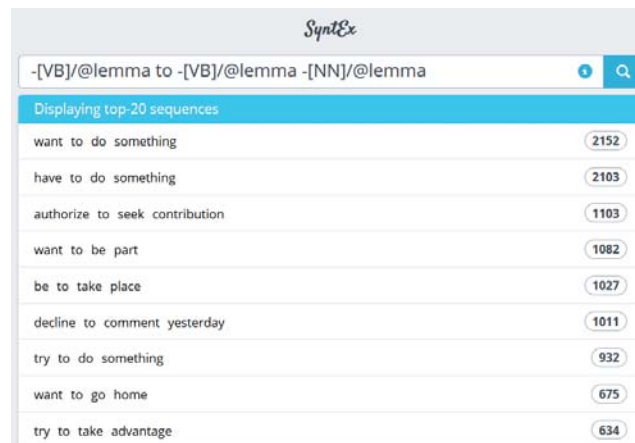 SyntEx
-[VB]/@lemma to -[VB]/@lemma -[NN]/@lemma
Displaying top-20 sequences
want to do something 2152
have to do something 2103
authorize to seek contribution 1103
want to be part 1082
be to take place 1027
decline to comment yesterday 1011
try to do something 932
want to go home 675
try to take advantage 634